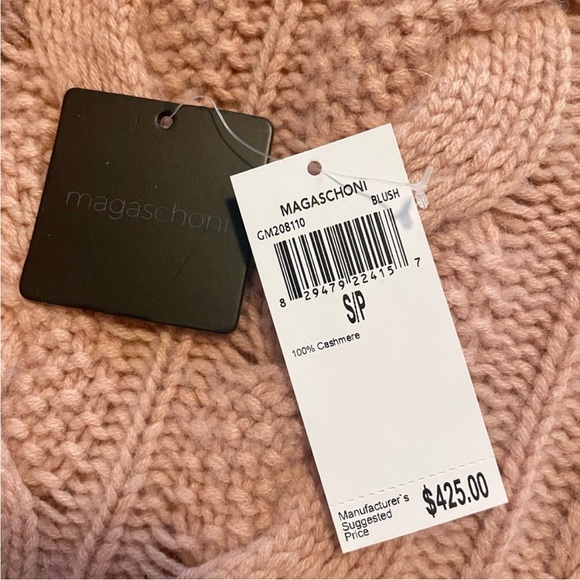 magaschoni
MAGASCHONI
GM208110 BLUSH
8 29479 22415 7
S/P
100% Cashmere
Manufacturer's
Suggested
Price
$425.00